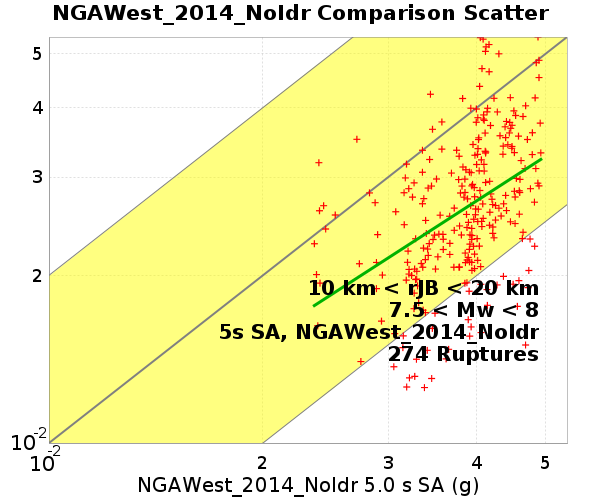 NGAWest_2014_NoIdr Comparison Scatter
5
4
3
2
10 km < rJB < 20 km
7.5 < Mw < 8
5s SA, NGAWest_2014_NoIdr
274 Ruptures
10-2
10-2 2 3 4 5
NGAWest_2014_NoIdr 5.0 s SA (g)